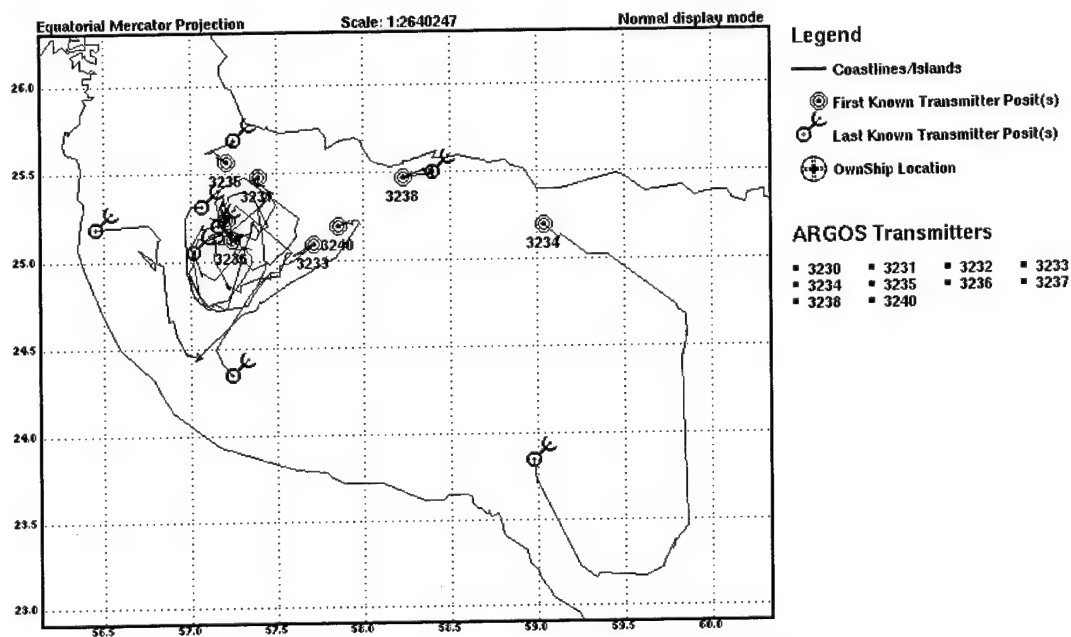 Equatorial Mercator Projection Scale: 1:2640247 Normal display mode
Legend
Coastlines/Islands
First Known Transmitter Posit(s)
Last Known Transmitter Posit(s)
OwnShip Location
ARGOS Transmitters
3230 3231 3232 3233
3234 3235 3236 3237
3238 3240
26.0
25.5
25.0
24.5
24.0
23.5
23.0
3238
3234
3240
3233
56.5 57.0 57.5 58.0 58.5 59.0 59.5 60.0